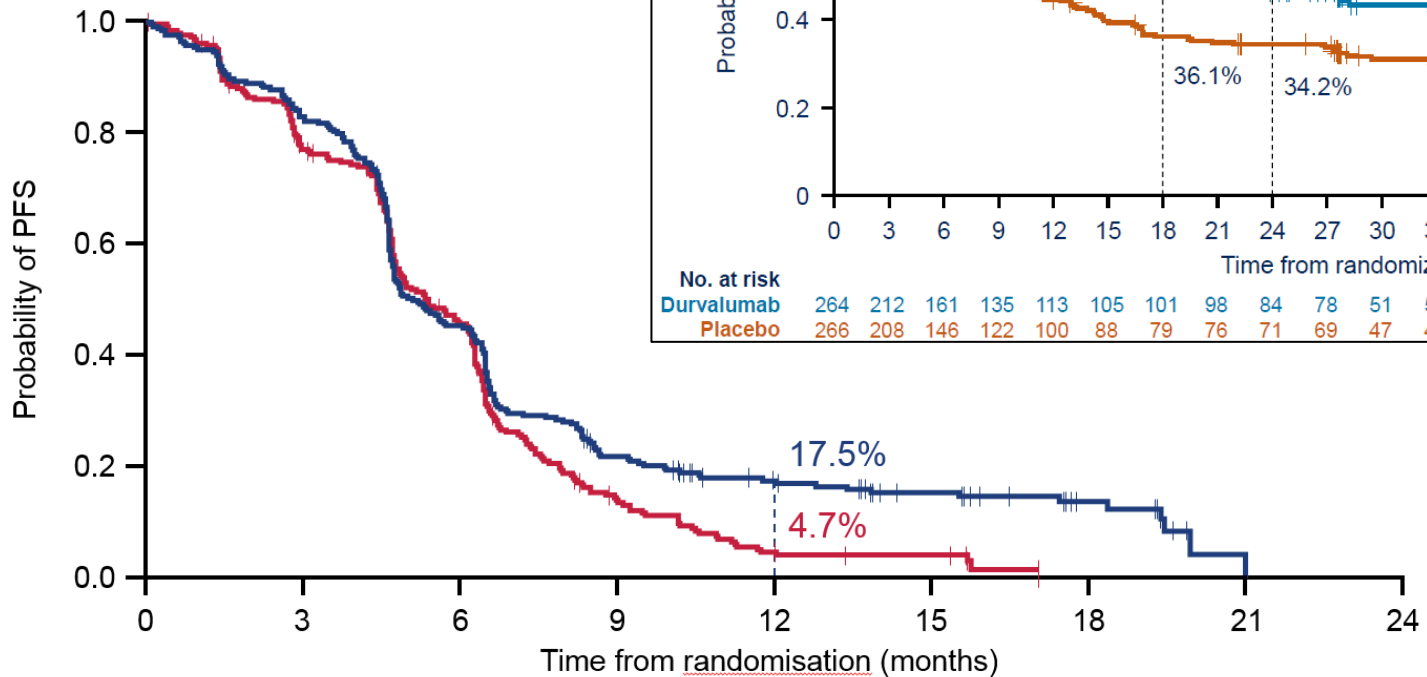 Probability of PFS
1.0
0.8
0.6
0.4
0.2
0.0
17.5%
4.7%
0 3 6 9 12 15 18 21 24
Time from randomisation (months)
0.4
0.2
0
36.1%
34.2%
0 3 6 9 12 15 18 21 24 27 30
No. at risk
Durvalumab 264 212 161 135 113 105 101 98 84 78 51
Placebo 266 208 146 122 100 88 79 76 71 69 47
Time from